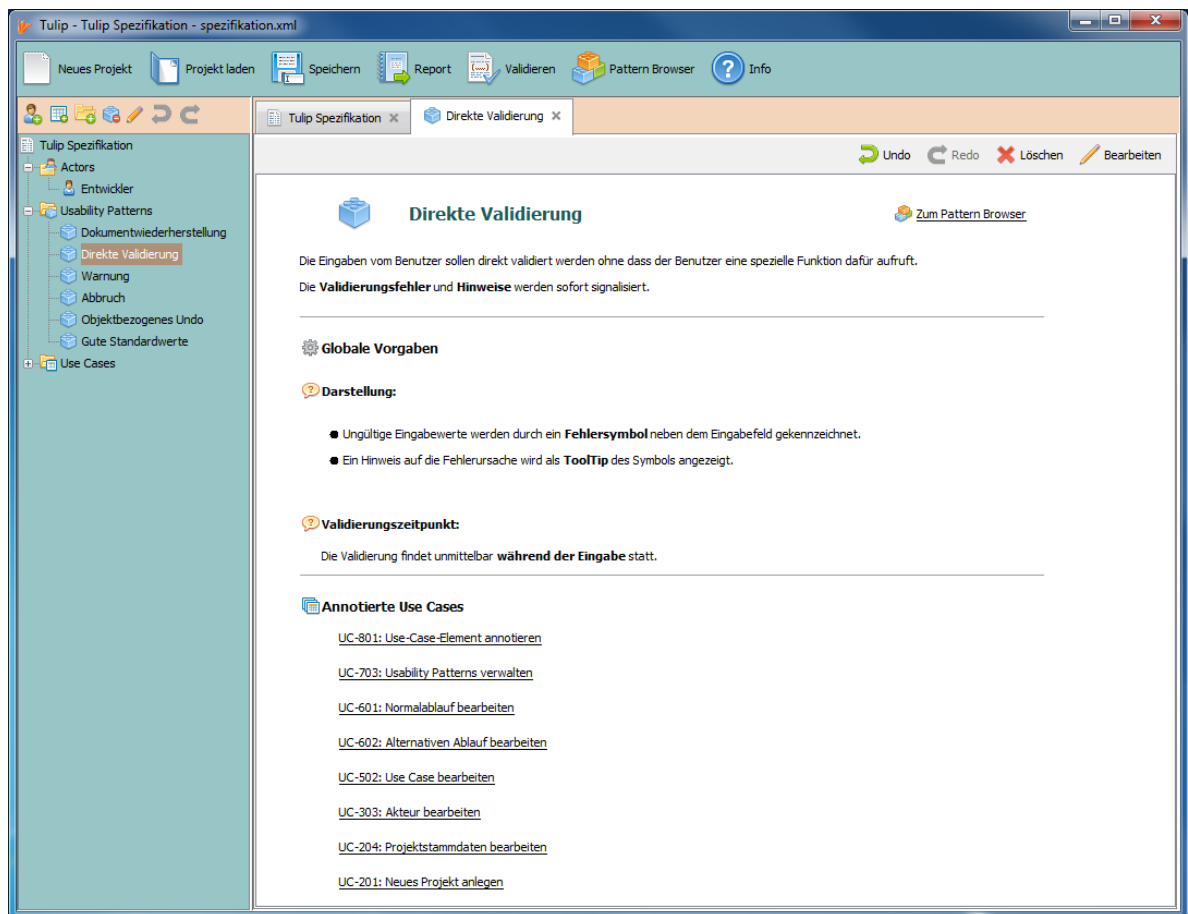 Tulip - Tulip Spezifikation - spezifikation.xml
Neues Projekt Projekt laden Speichern Report Validieren Pattern Browser Info
Tulip Spezifikation Direkte Validierung
Undo Redo Löschen Bearbeiten
Tulip Spezifikation
Actors
Entwickler
Usability Patterns
Dokumentwiederherstellung
Direkte Validierung
Warnung
Abbruch
Objektbezogenes Undo
Gute Standardwerte
Use Cases
Direkte Validierung
Zum Pattern Browser
Die Eingaben vom Benutzer sollen direkt validiert werden ohne dass der Benutzer eine spezielle Funktion dafür aufruft.
Die Validierungsfehler und Hinweise werden sofort signalisiert.
Globale Vorgaben
Darstellung:
Ungültige Eingabewerte werden durch ein Fehlersymbol neben dem Eingabefeld gekennzeichnet.
Ein Hinweis auf die Fehlerursache wird als ToolTip des Symbols angezeigt.
Validierungszeitpunkt:
Die Validierung findet unmittelbar während der Eingabe statt.
Annotierte Use Cases
UC-801: Use-Case-Element annotieren
UC-703: Usability Patterns verwalten
UC-601: Normalablauf bearbeiten
UC-602: Alternativen Ablauf bearbeiten
UC-502: Use Case bearbeiten
UC-303: Akteur bearbeiten
UC-204: Projektstammdaten bearbeiten
UC-201: Neues Projekt anlegen